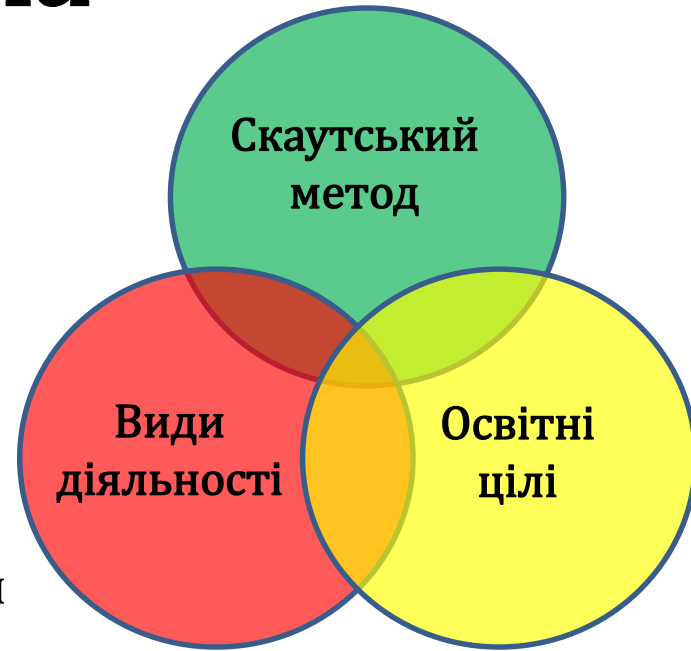 Скаутський
метод
Види
діяльності
Освітні
цілі